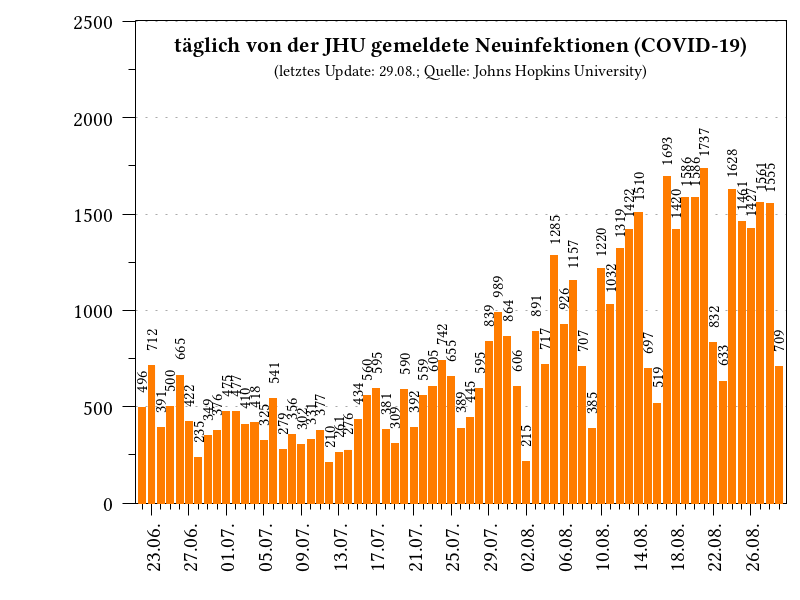 täglich von der JHU gemeldete Neuinfektionen (COVID-19)
(letztes Update: 29.08.; Quelle: Johns Hopkins University)
2500
2000
1500
1000
500
0
496 712 391 500 665 422 235 349 376 475 477 410 418 325 541 279 356 302 331 377 210 261 276 434 560 595 381 309 590 392 559 605 742 655 389 445 595 839 989 864 606 215 891 717 1285 926 1157 707 385 1220 1032 1319 1422 1510 697 519 1693 1420 1586 1586 1737 832 633 1628 1461 1427 1561 1555 709
23.06. 27.06. 01.07. 05.07. 09.07. 13.07. 17.07. 21.07. 25.07. 29.07. 02.08. 06.08. 10.08. 14.08. 18.08. 22.08. 26.08.